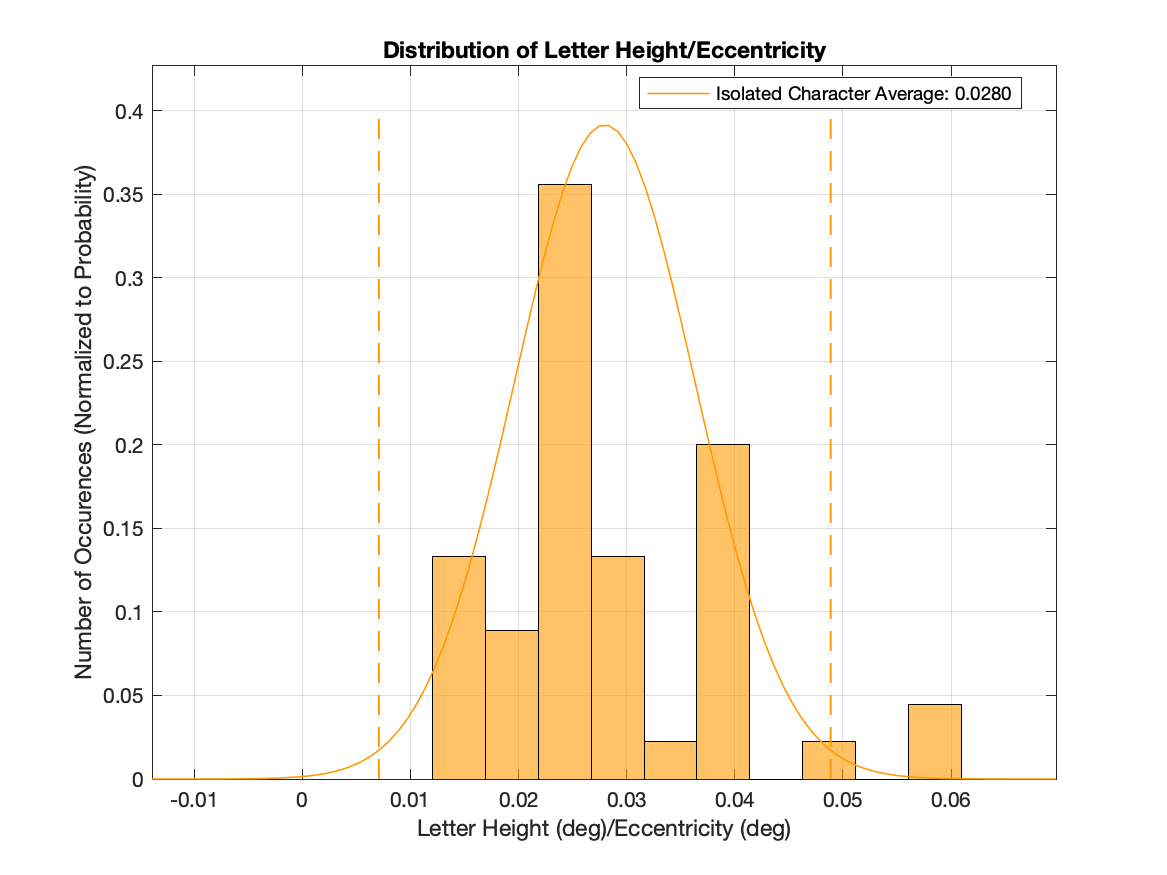 Distribution of Letter Height/Eccentricity
Isolated Character Average: 0.0280
Number of Occurences (Normalized to Probability)
0.4
0.35
0.3
0.25
0.2
0.15
0.1
0.05
0
-0.01 0 0.01 0.02 0.03 0.04 0.05 0.06
Letter Height (deg)/Eccentricity (deg)